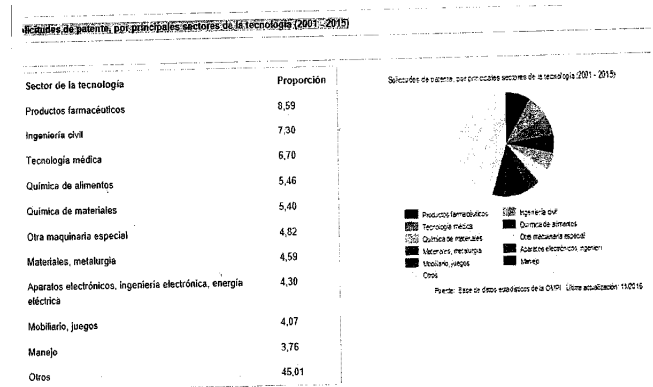 licitudes de patente, por principales sectores de la tecnología (2001 - 2015)
Sector de la tecnología Proporción
Productos farmacéuticos 8,59
Ingeniería civil 7,30
Tecnología médica 6,70
Química de alimentos 5,46
Química de materiales 5,40
Otra maquinaria especial 4,82
Materiales, metalurgia 4,59
Aparatos electrónicos, ingeniería electrónica, energía
eléctrica 4,30
Mobiliario, juegos 4,07
Manejo 3,76
Otros 45,01
Solicitudes de patente, por principales sectores de la tecnología (2001 - 2015)
Productos farmacéuticos Ingeniería civil
Tecnología médica Química de alimentos
Química de materiales Otra maquinaria especial
Materiales, metalurgia Aparatos electrónicos, ingenierí
Mobiliario, juegos Manejo
Otros
Fuente: Base de datos estadísticos de la OMPI. Última actualización: 11/2016